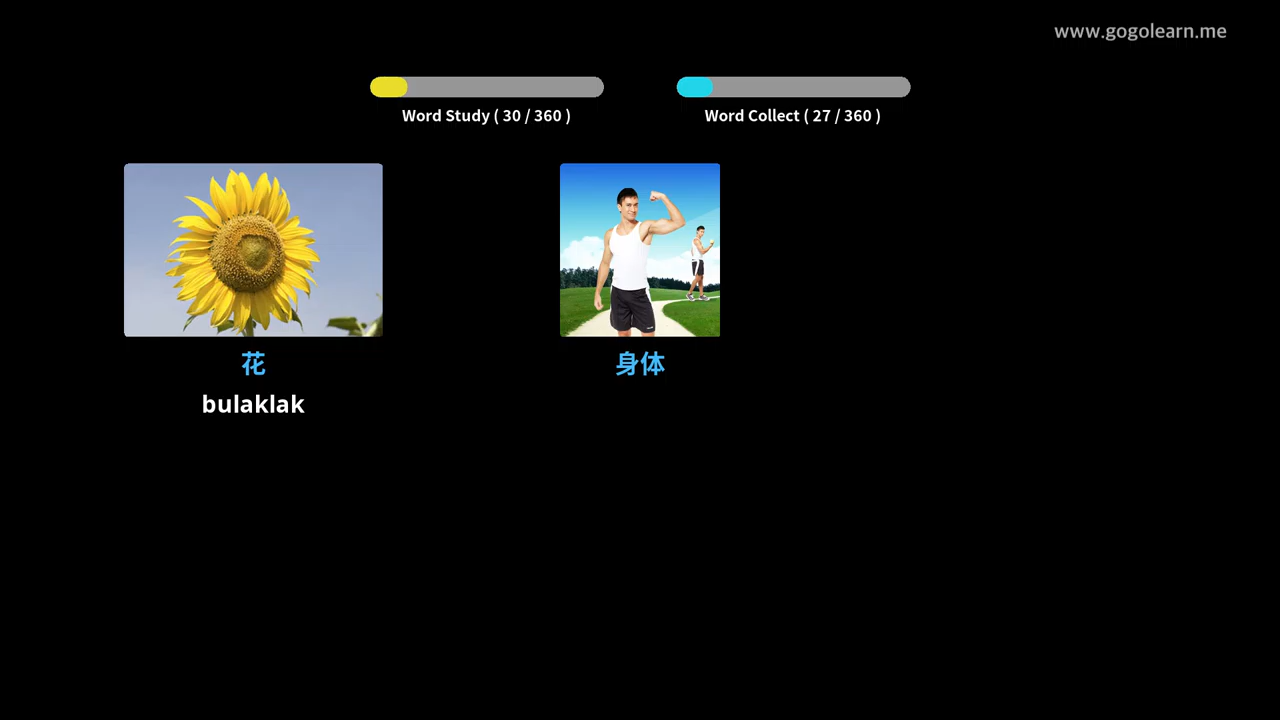 www.gogolearn.me
Word Study ( 30 / 360 )
Word Collect ( 27 / 360 )
花
身体
bulaklak